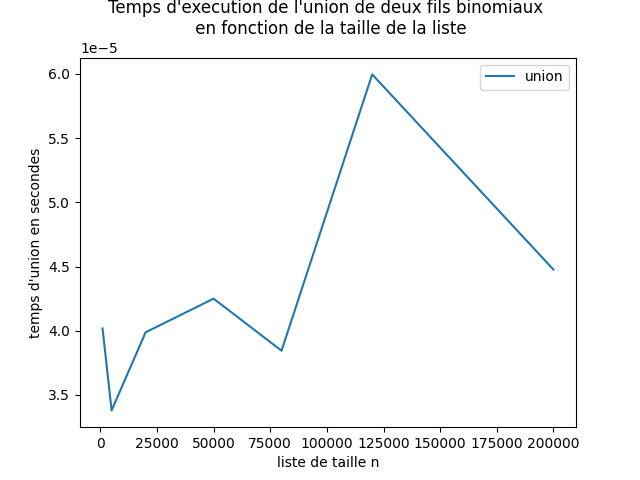 Temps d'execution de l'union de deux fils binomiaux
en fonction de la taille de la liste
1e−5
union
6.0
5.5
5.0
4.5
4.0
3.5
temps d'union en secondes
0 25000 50000 75000 100000 125000 150000 175000 200000
liste de taille n